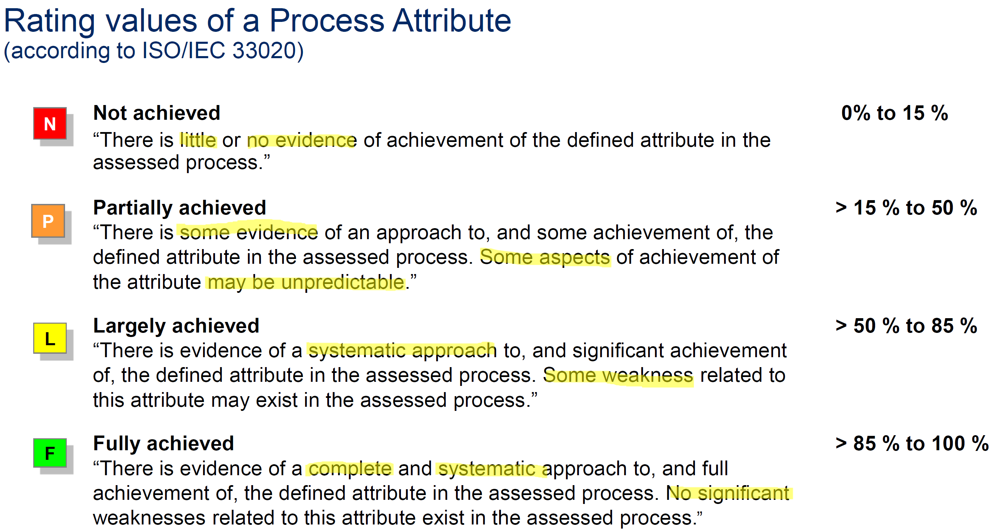 Rating values of a Process Attribute
(according to ISO/IEC 33020)
N
Not achieved
0% to 15 %
“There is little or no evidence of achievement of the defined attribute in the
assessed process.”
P
Partially achieved
> 15 % to 50 %
“There is some evidence of an approach to, and some achievement of, the
defined attribute in the assessed process. Some aspects of achievement of
the attribute may be unpredictable.”
L
Largely achieved
> 50 % to 85 %
“There is evidence of a systematic approach to, and significant achievement
of, the defined attribute in the assessed process. Some weakness related to
this attribute may exist in the assessed process.”
F
Fully achieved
> 85 % to 100 %
“There is evidence of a complete and systematic approach to, and full
achievement of, the defined attribute in the assessed process. No significant
weaknesses related to this attribute exist in the assessed process.”